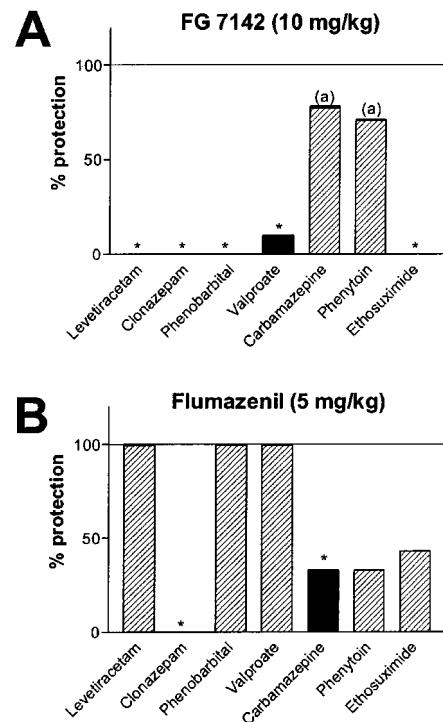 A
FG 7142 (10 mg/kg)
% protection
100
50
0
*
*
*
*
(a)
(a)
*
Levetiracetam
Clonazepam
Phenobarbital
Valproate
Carbamazepine
Phenytoin
Ethosuximide
B
Flumazenil (5 mg/kg)
% protection
100
50
0
*
*
Levetiracetam
Clonazepam
Phenobarbital
Valproate
Carbamazepine
Phenytoin
Ethosuximide